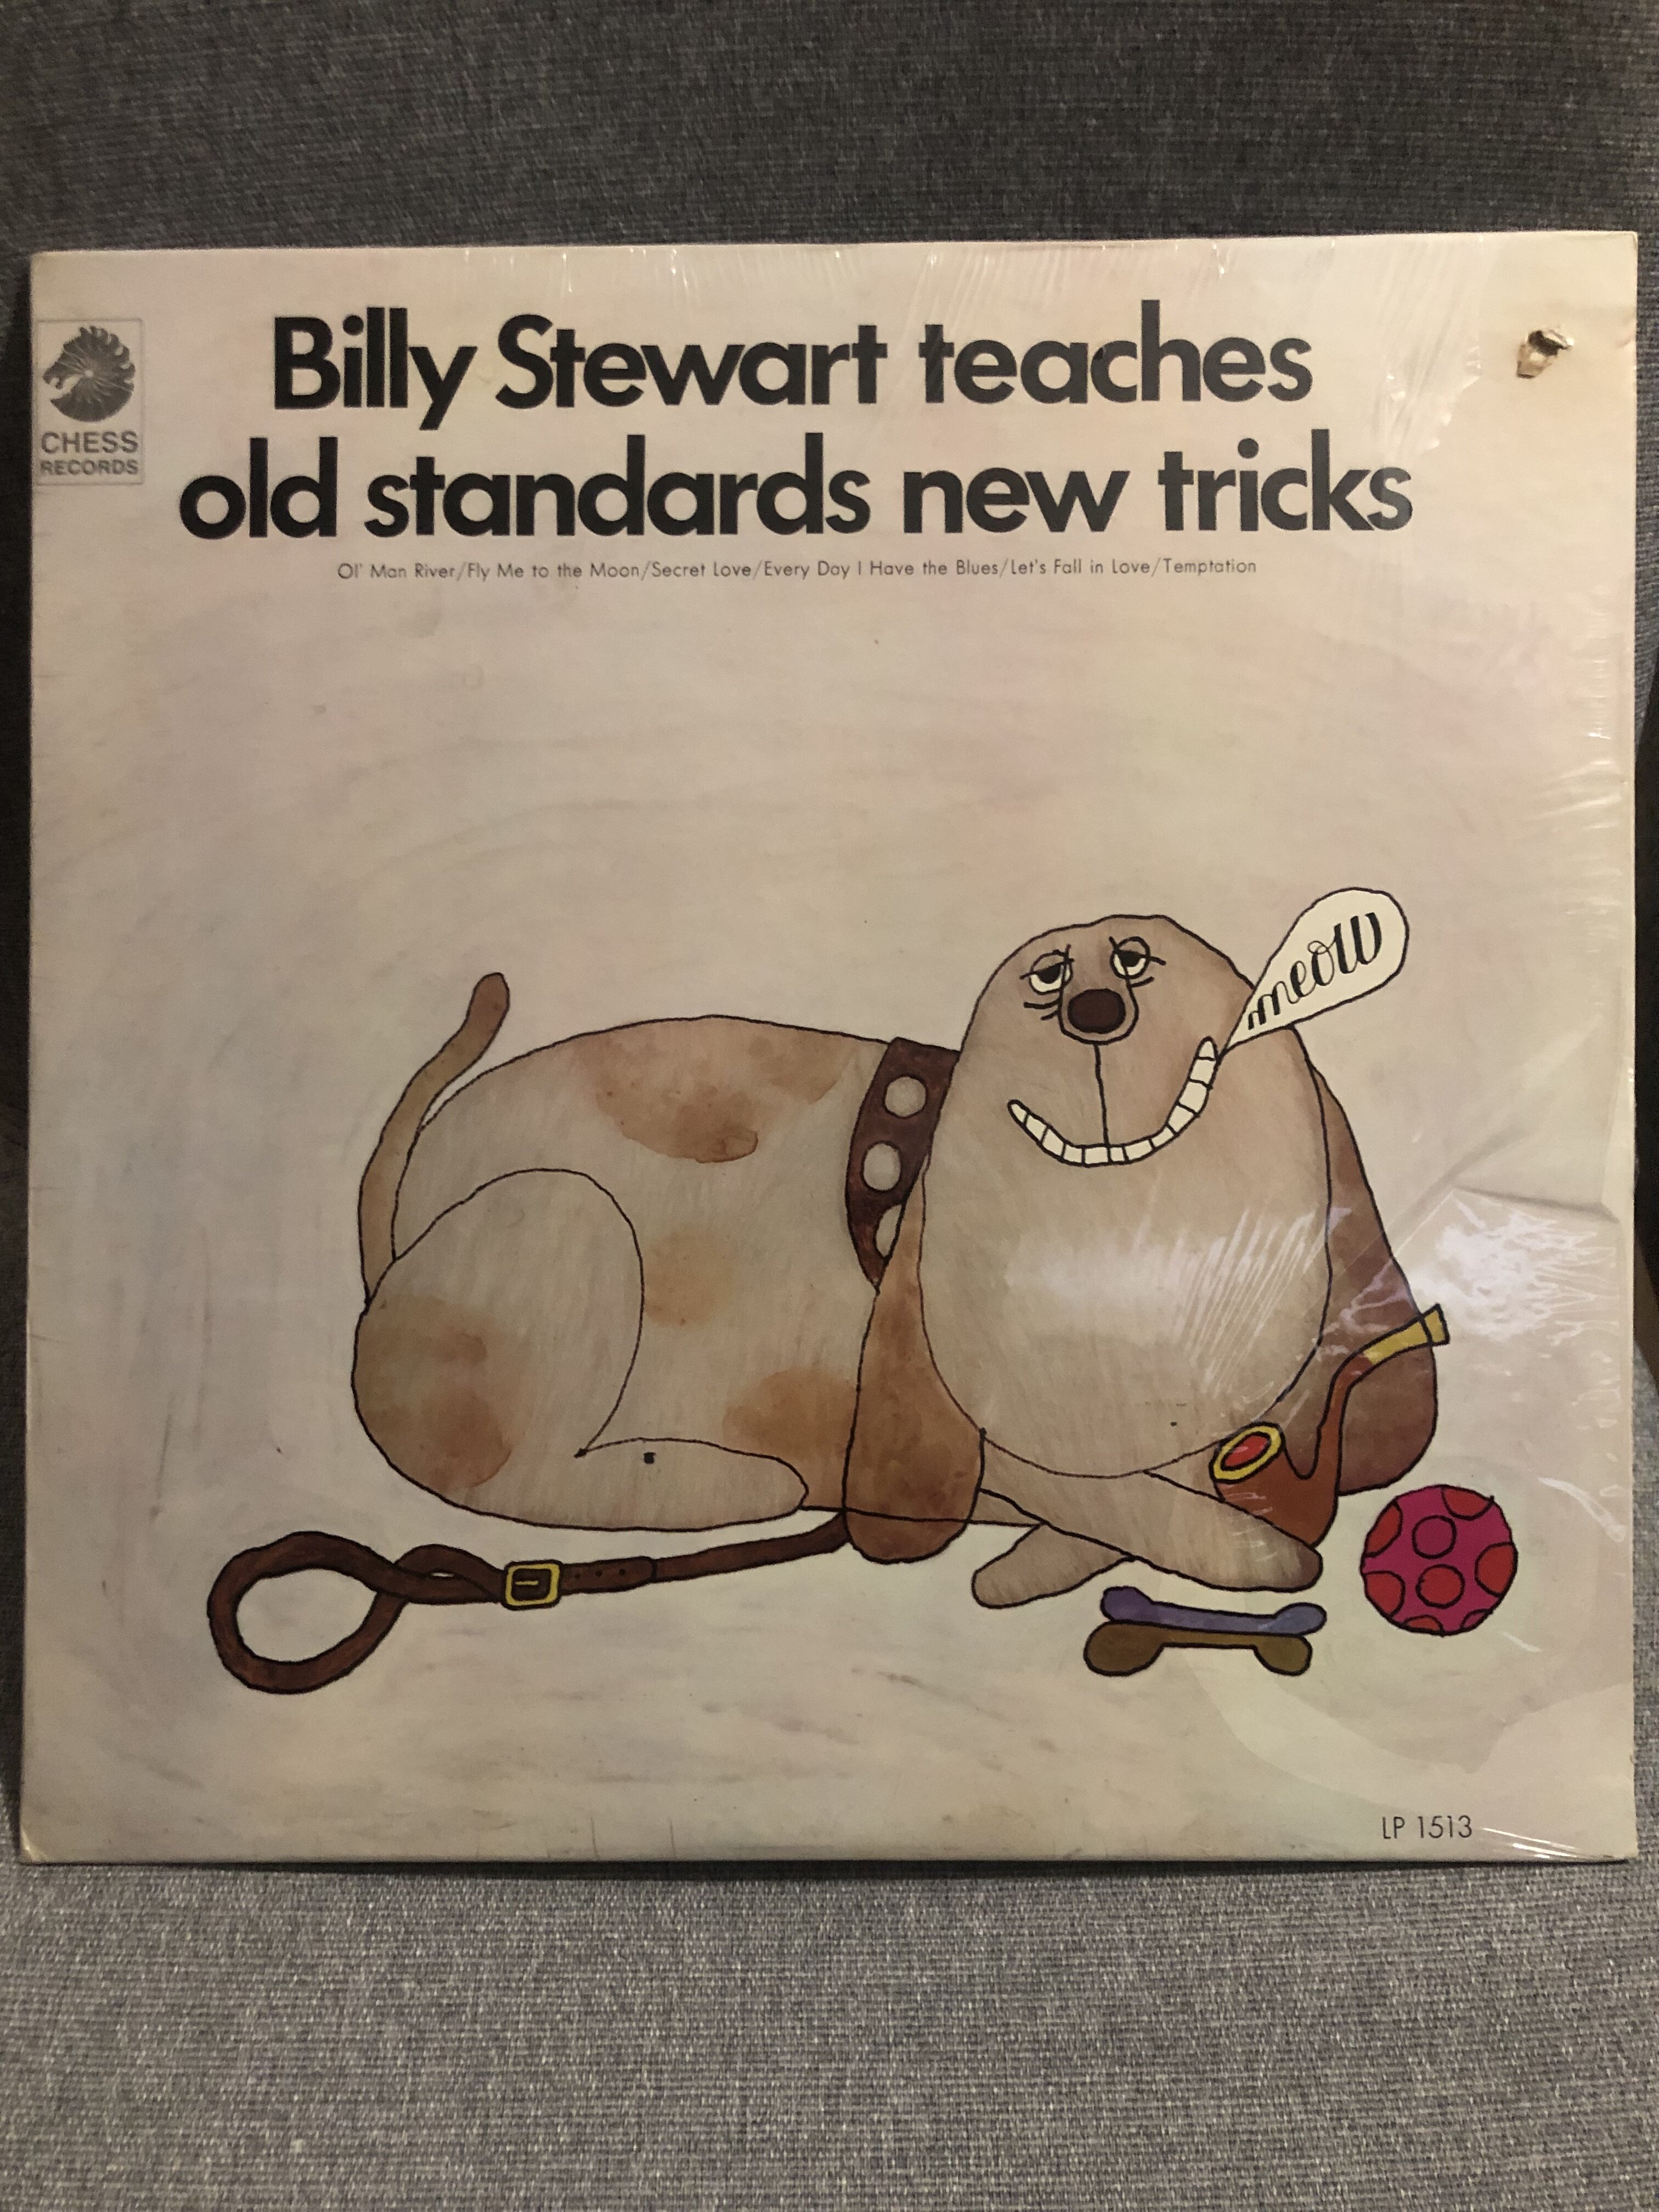 Billy Stewart teaches
old standards new tricks
CHESS
RECORDS
Ol' Man River/Fly Me to the Moon/Secret Love/Every Day I Have the Blues/Let's Fall in Love/Temptation
meow
LP 1513